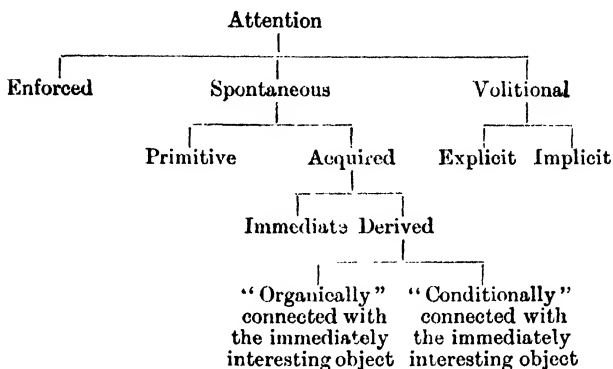 Attention
Enforced Spontaneous Volitional
Primitive Acquired Explicit Implicit
Immediate Derived
“Organically” “Conditionally”
connected with connected with
the immediately the immediately
interesting object interesting object